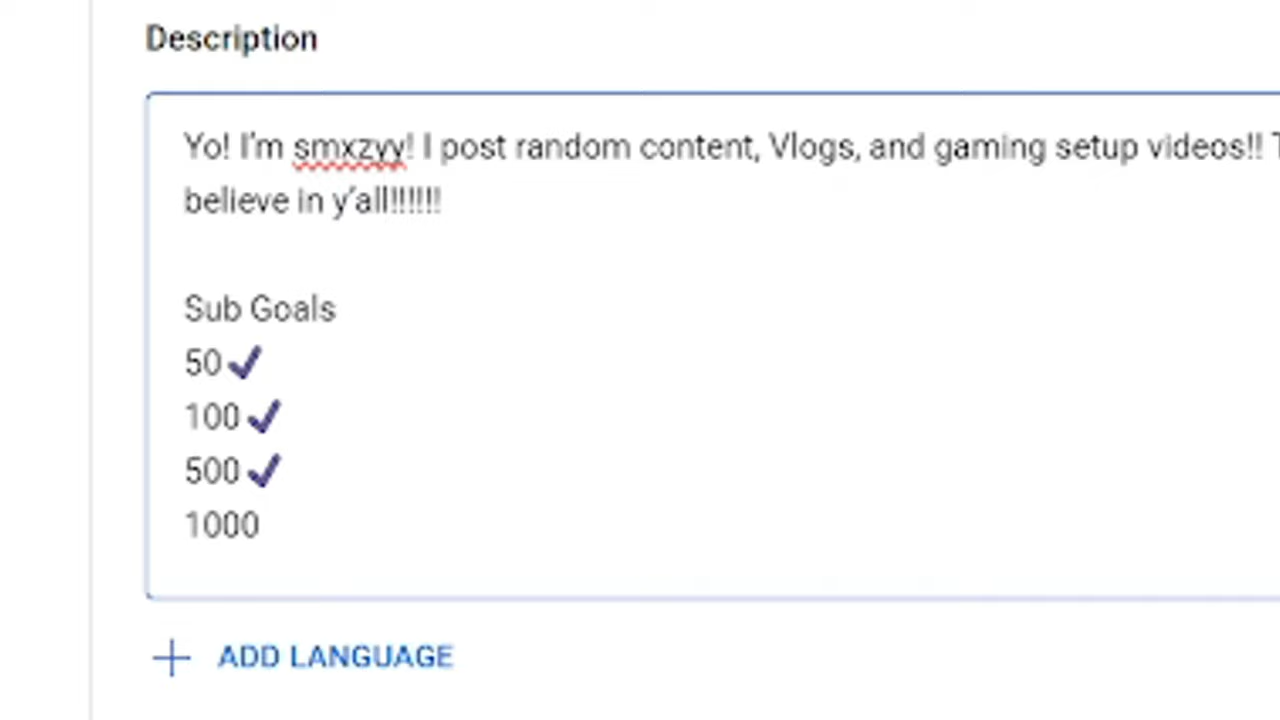 Description
Yo! I'm smxzyy! I post random content, Vlogs, and gaming setup videos!!
believe in y'all!!!!!!
Sub Goals
50 ✔
100 ✔
500 ✔
1000
+ ADD LANGUAGE